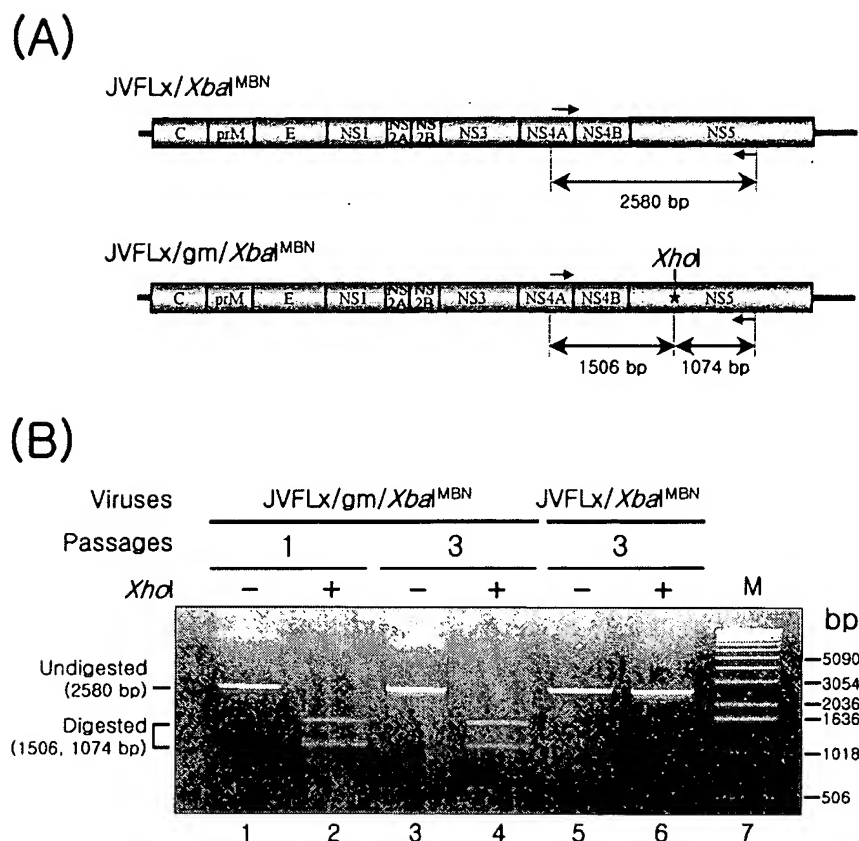 (A)
JVFLx/XbaI^MBN
C prM E NS1 NS2A NS2B NS3 NS4A NS4B NS5
2580 bp
JVFLx/gm/XbaI^MBN
XhoI
C prM E NS1 NS2A NS2B NS3 NS4A NS4B NS5
1506 bp 1074 bp
(B)
Viruses JVFLx/gm/XbaI^MBN JVFLx/XbaI^MBN
Passages 1 3 3
XhoI − + − + − + M
bp
Undigested
(2580 bp)
Digested
(1506, 1074 bp)
5090
3054
2036
1636
1018
506
1 2 3 4 5 6 7